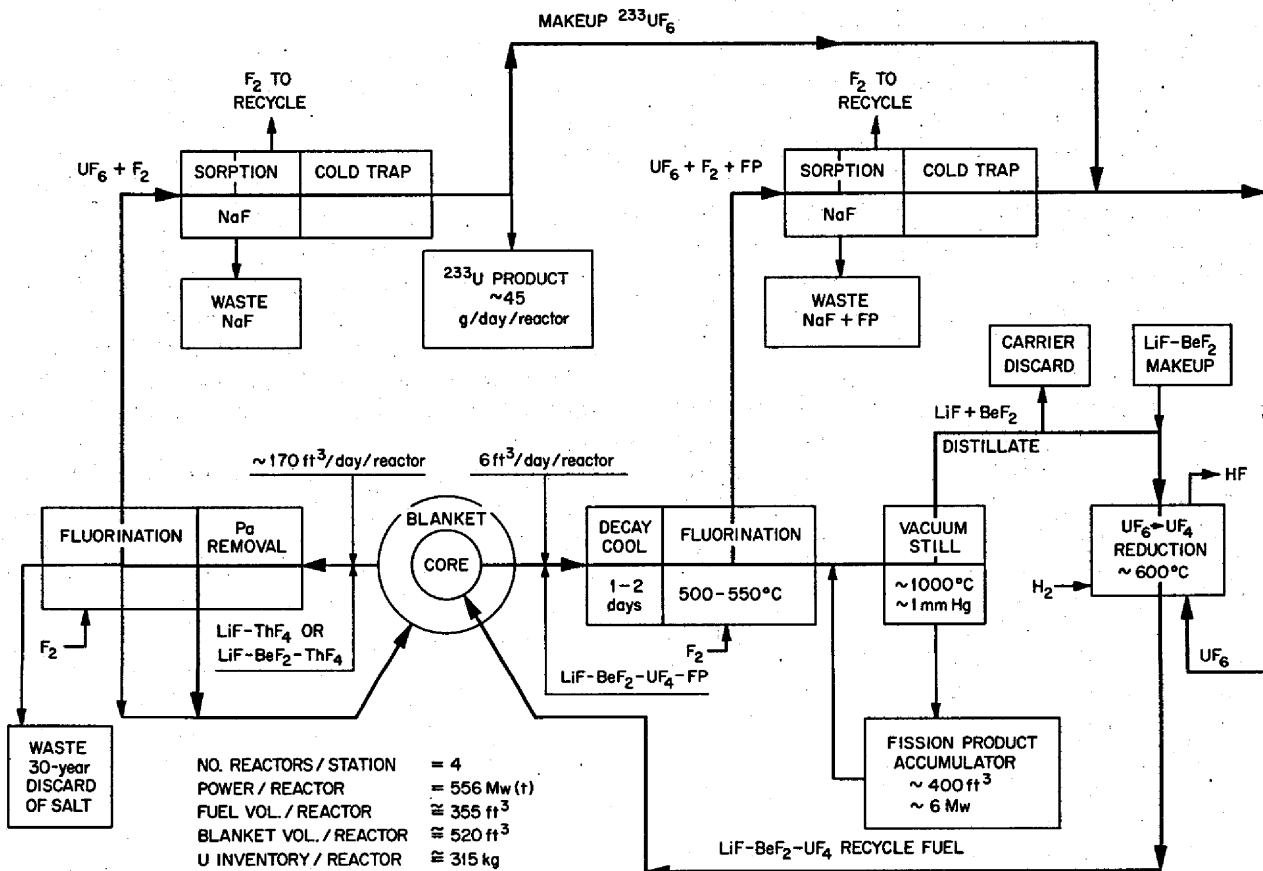 MAKEUP ²³³UF₆
F₂ TO
RECYCLE
F₂ TO
RECYCLE
UF₆ + F₂
SORPTION
COLD TRAP
NaF
UF₆ + F₂ + FP
SORPTION
COLD TRAP
NaF
WASTE
NaF
²³³U PRODUCT
~45
g/day/reactor
WASTE
NaF + FP
CARRIER
DISCARD
LiF-BeF₂
MAKEUP
LiF + BeF₂
DISTILLATE
~170 ft³/day/reactor
6 ft³/day/reactor
FLUORINATION
Pa
REMOVAL
BLANKET
CORE
DECAY
COOL
1-2
days
FLUORINATION
500-550°C
VACUUM
STILL
~1000°C
~1 mm Hg
HF
UF₆→UF₄
REDUCTION
~600°C
H₂
F₂
LiF-ThF₄ OR
LiF-BeF₂-ThF₄
F₂
LiF-BeF₂-UF₄-FP
UF₆
WASTE
30-year
DISCARD
OF SALT
FISSION PRODUCT
ACCUMULATOR
~400 ft³
~6 Mw
NO. REACTORS / STATION = 4
POWER / REACTOR = 556 Mw(t)
FUEL VOL. / REACTOR ≅ 355 ft³
BLANKET VOL. / REACTOR ≅ 520 ft³
U INVENTORY / REACTOR ≅ 315 kg
LiF-BeF₂-UF₄ RECYCLE FUEL